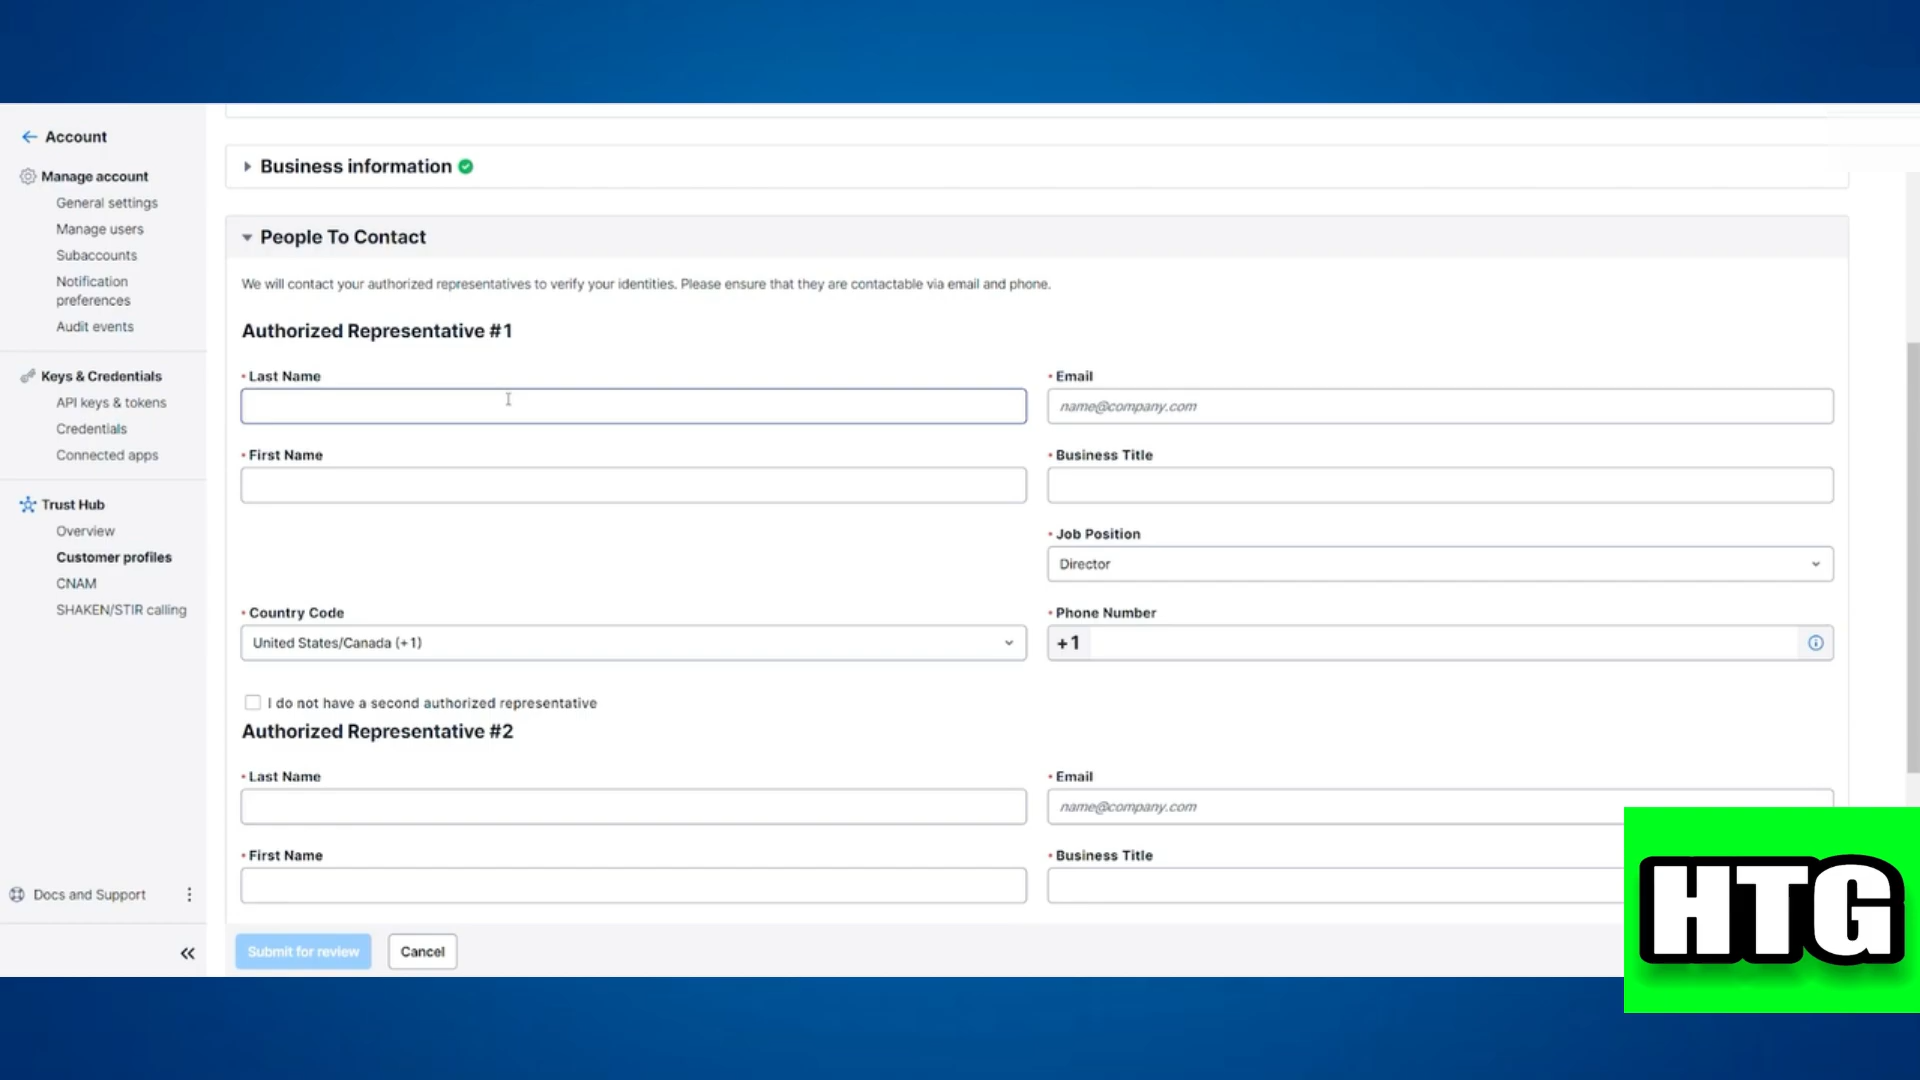 Account
Manage account
General settings
Manage users
Subaccounts
Notification
preferences
Audit events
Keys & Credentials
API keys & tokens
Credentials
Connected apps
Trust Hub
Overview
Customer profiles
CNAM
SHAKEN/STIR calling
Docs and Support
Business information
People To Contact
We will contact your authorized representatives to verify your identities. Please ensure that they are contactable via email and phone.
Authorized Representative #1
• Last Name
• Email
name@company.com
• First Name
• Business Title
• Job Position
Director
• Country Code
• Phone Number
United States/Canada (+1)
+1
I do not have a second authorized representative
Authorized Representative #2
• Last Name
• Email
name@company.com
• First Name
• Business Title
Submit for review
Cancel
HTG